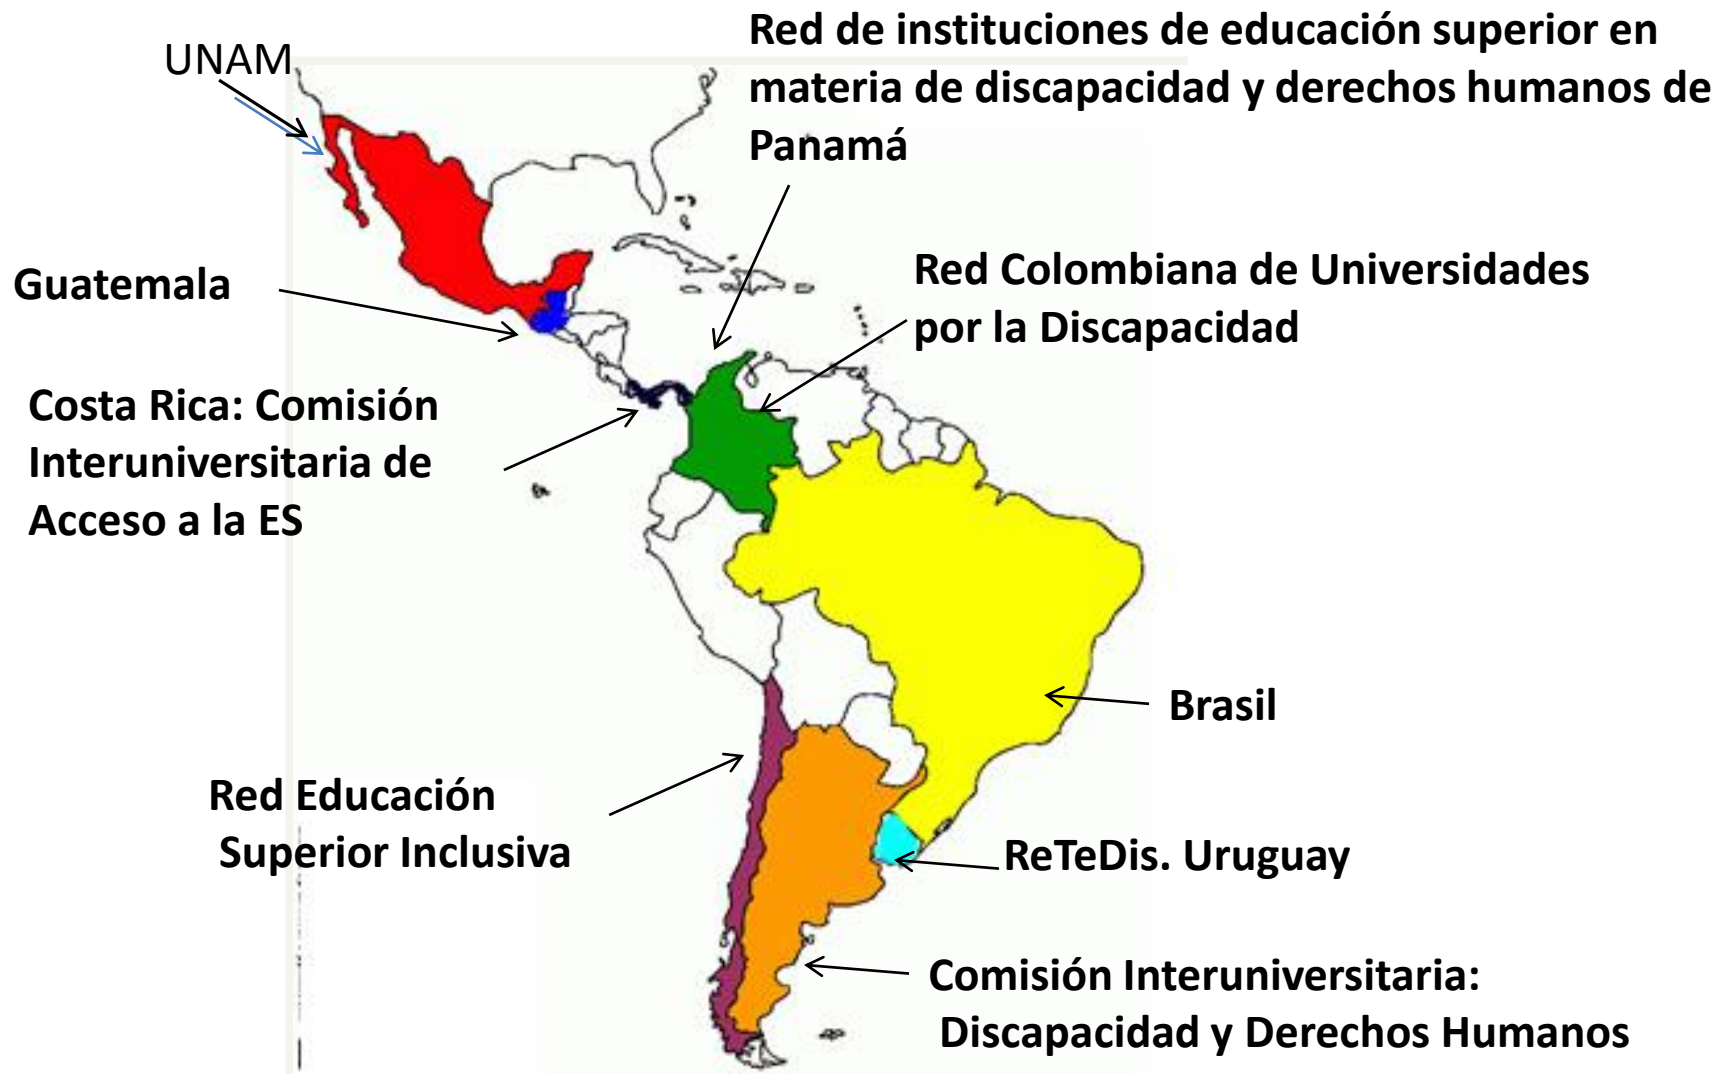 UNAM
Red de instituciones de educación superior en
materia de discapacidad y derechos humanos de
Panamá
Guatemala
Red Colombiana de Universidades
por la Discapacidad
Costa Rica: Comisión
Interuniversitaria de
Acceso a la ES
Brasil
Red Educación
Superior Inclusiva
ReTeDis. Uruguay
Comisión Interuniversitaria:
Discapacidad y Derechos Humanos